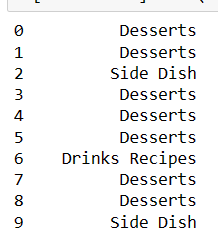 0 Desserts
1 Desserts
2 Side Dish
3 Desserts
4 Desserts
5 Desserts
6 Drinks Recipes
7 Desserts
8 Desserts
9 Side Dish